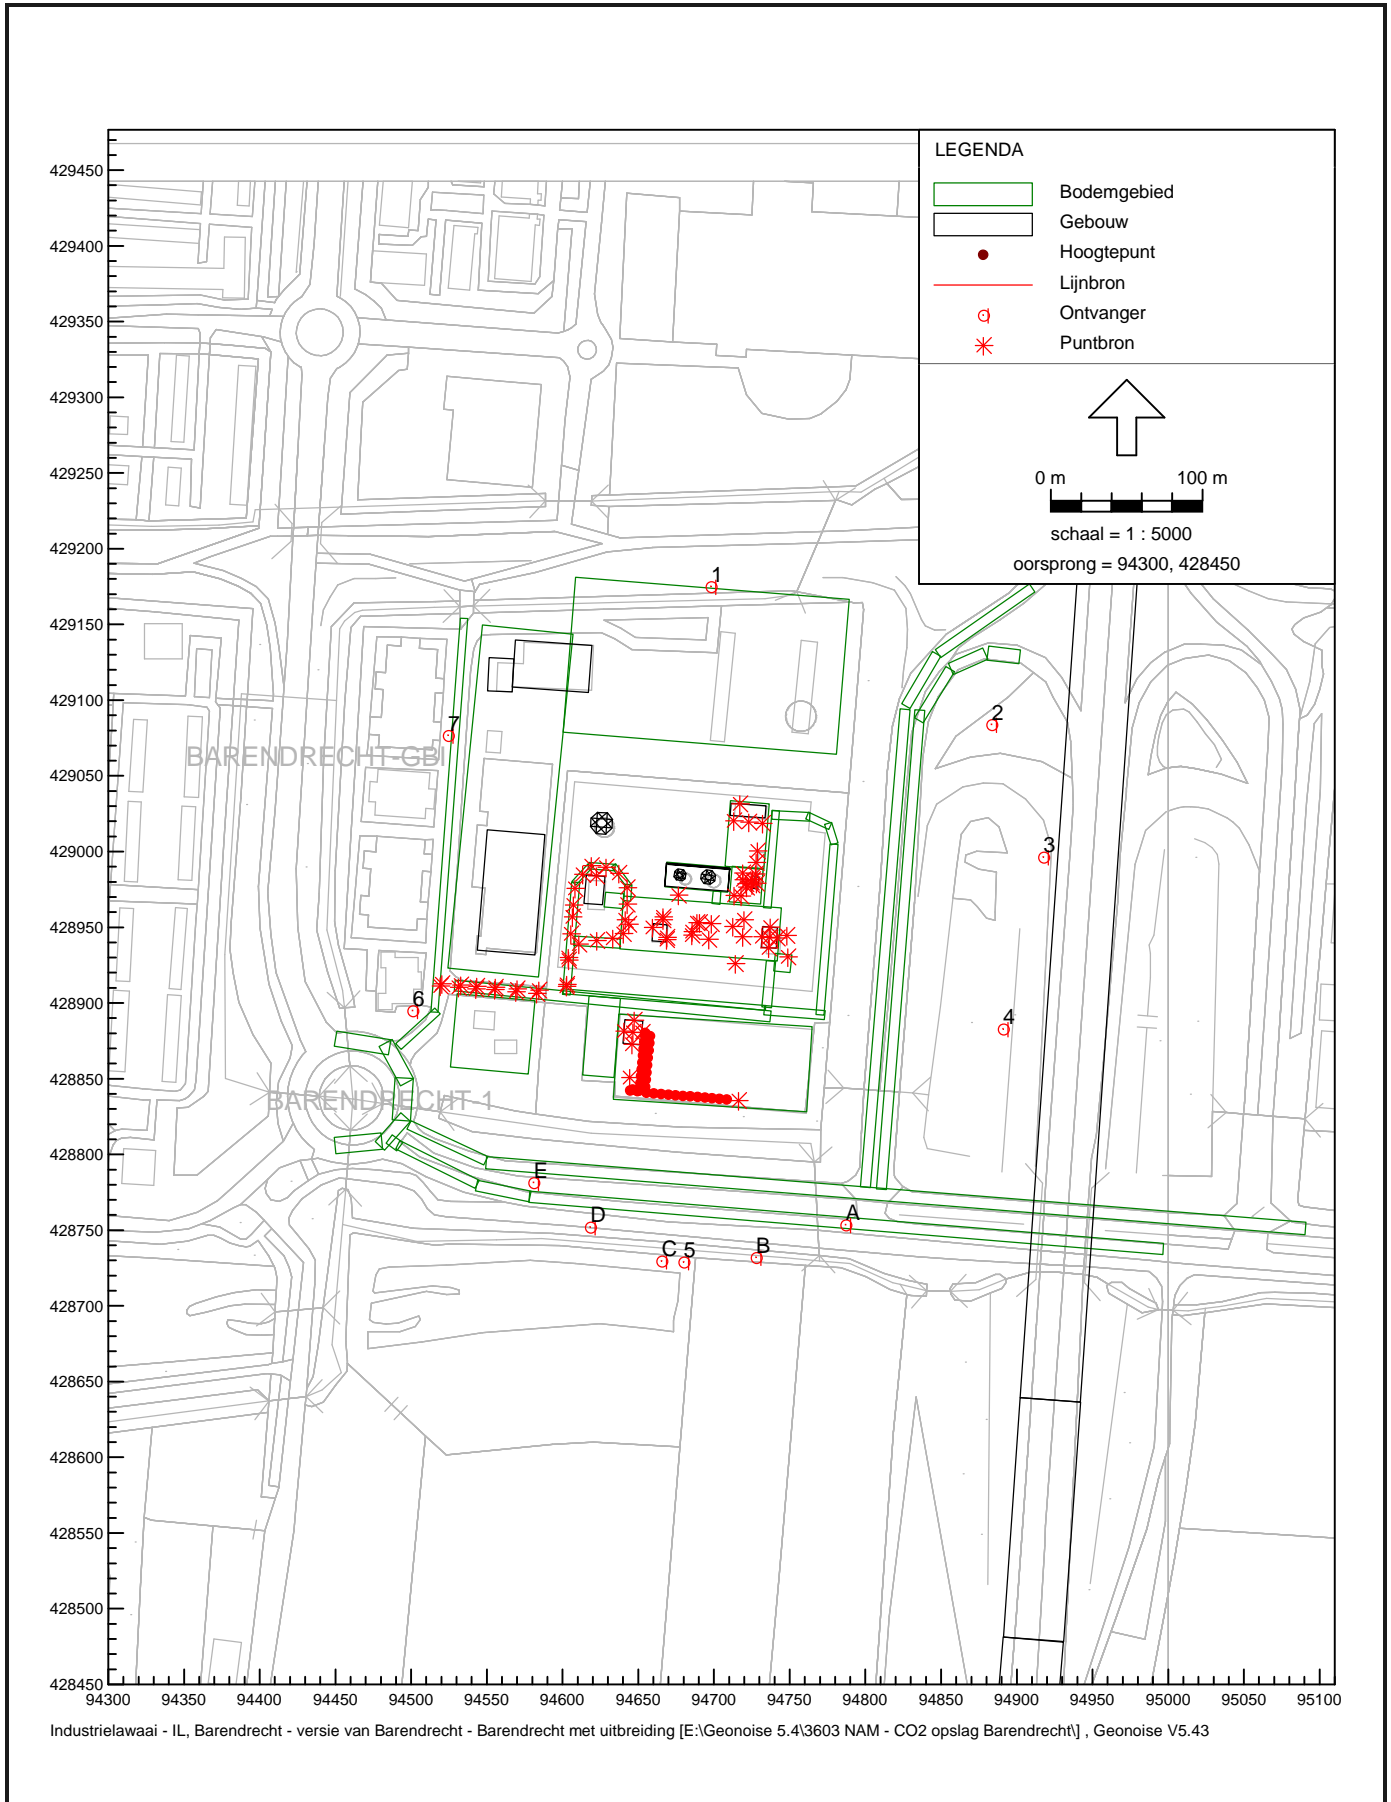 LEGENDA
Bodemgebied
Gebouw
Hoogtepunt
Lijnbron
Ontvanger
Puntbron
0 m 100 m
schaal = 1 : 5000
oorsprong = 94300, 428450
429450
429400
429350
429300
429250
429200
429150
429100
429050
429000
428950
428900
428850
428800
428750
428700
428650
428600
428550
428500
428450
1
2
7
BARENDRECHT-GBI
3
6
4
BARENDRECHT-1
E
D
A
C 5
B
94300 94350 94400 94450 94500 94550 94600 94650 94700 94750 94800 94850 94900 94950 95000 95050 95100
Industrielawaai - IL, Barendrecht - versie van Barendrecht - Barendrecht met uitbreiding [E:\Geonoise 5.4\3603 NAM - CO2 opslag Barendrecht\] , Geonoise V5.43